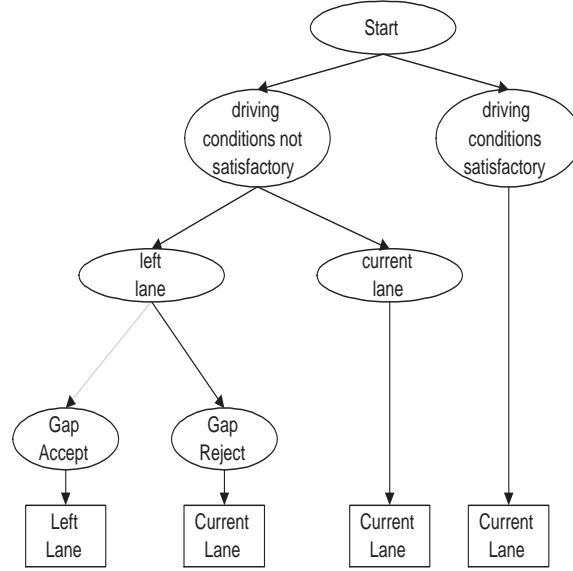 Start
driving
conditions not
satisfactory
driving
conditions
satisfactory
left
lane
current
lane
Gap
Accept
Gap
Reject
Left
Lane
Current
Lane
Current
Lane
Current
Lane